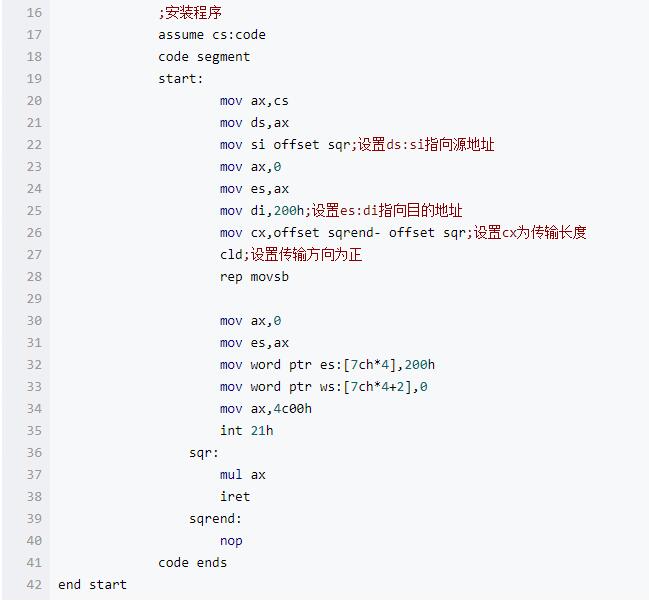 16 ;安装程序
17 assume cs:code
18 code segment
19 start:
20 mov ax,cs
21 mov ds,ax
22 mov si offset sqr;设置ds:si指向源地址
23 mov ax,0
24 mov es,ax
25 mov di,200h;设置es:di指向目的地址
26 mov cx,offset sqrend- offset sqr;设置cx为传输长度
27 cld;设置传输方向为正
28 rep movsb
29
30 mov ax,0
31 mov es,ax
32 mov word ptr es:[7ch*4],200h
33 mov word ptr ws:[7ch*4+2],0
34 mov ax,4c00h
35 int 21h
36 sqr:
37 mul ax
38 iret
39 sqrend:
40 nop
41 code ends
42 end start